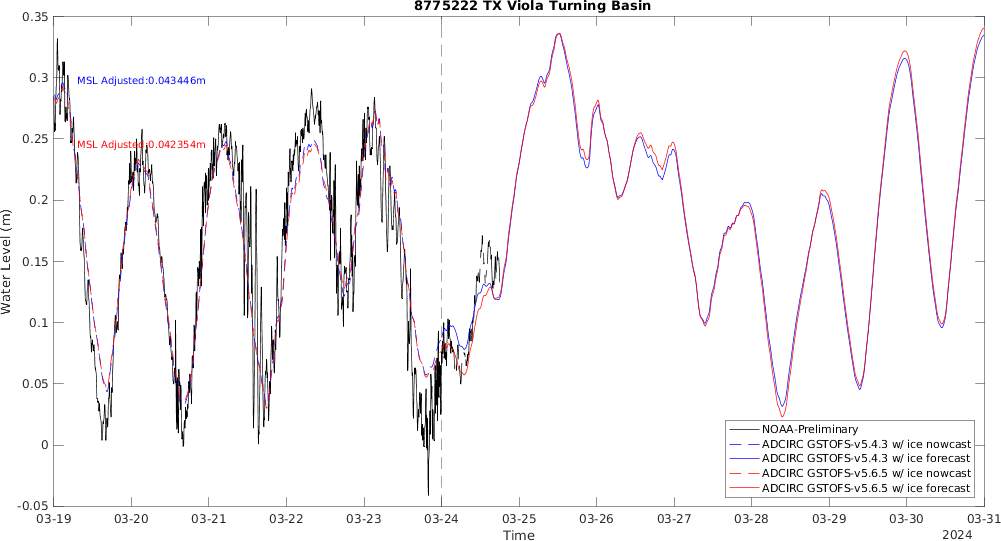 8775222 TX Viola Turning Basin
0.35
0.3
0.25
0.2
0.15
0.1
0.05
0
-0.05
Water Level (m)
MSL Adjusted:0.043446m
MSL Adjusted:0.042354m
NOAA-Preliminary
ADCIRC GSTOFS-v5.4.3 w/ ice nowcast
ADCIRC GSTOFS-v5.4.3 w/ ice forecast
ADCIRC GSTOFS-v5.6.5 w/ ice nowcast
ADCIRC GSTOFS-v5.6.5 w/ ice forecast
03-19 03-20 03-21 03-22 03-23 03-24 03-25 03-26 03-27 03-28 03-29 03-30 03-31
Time
2024